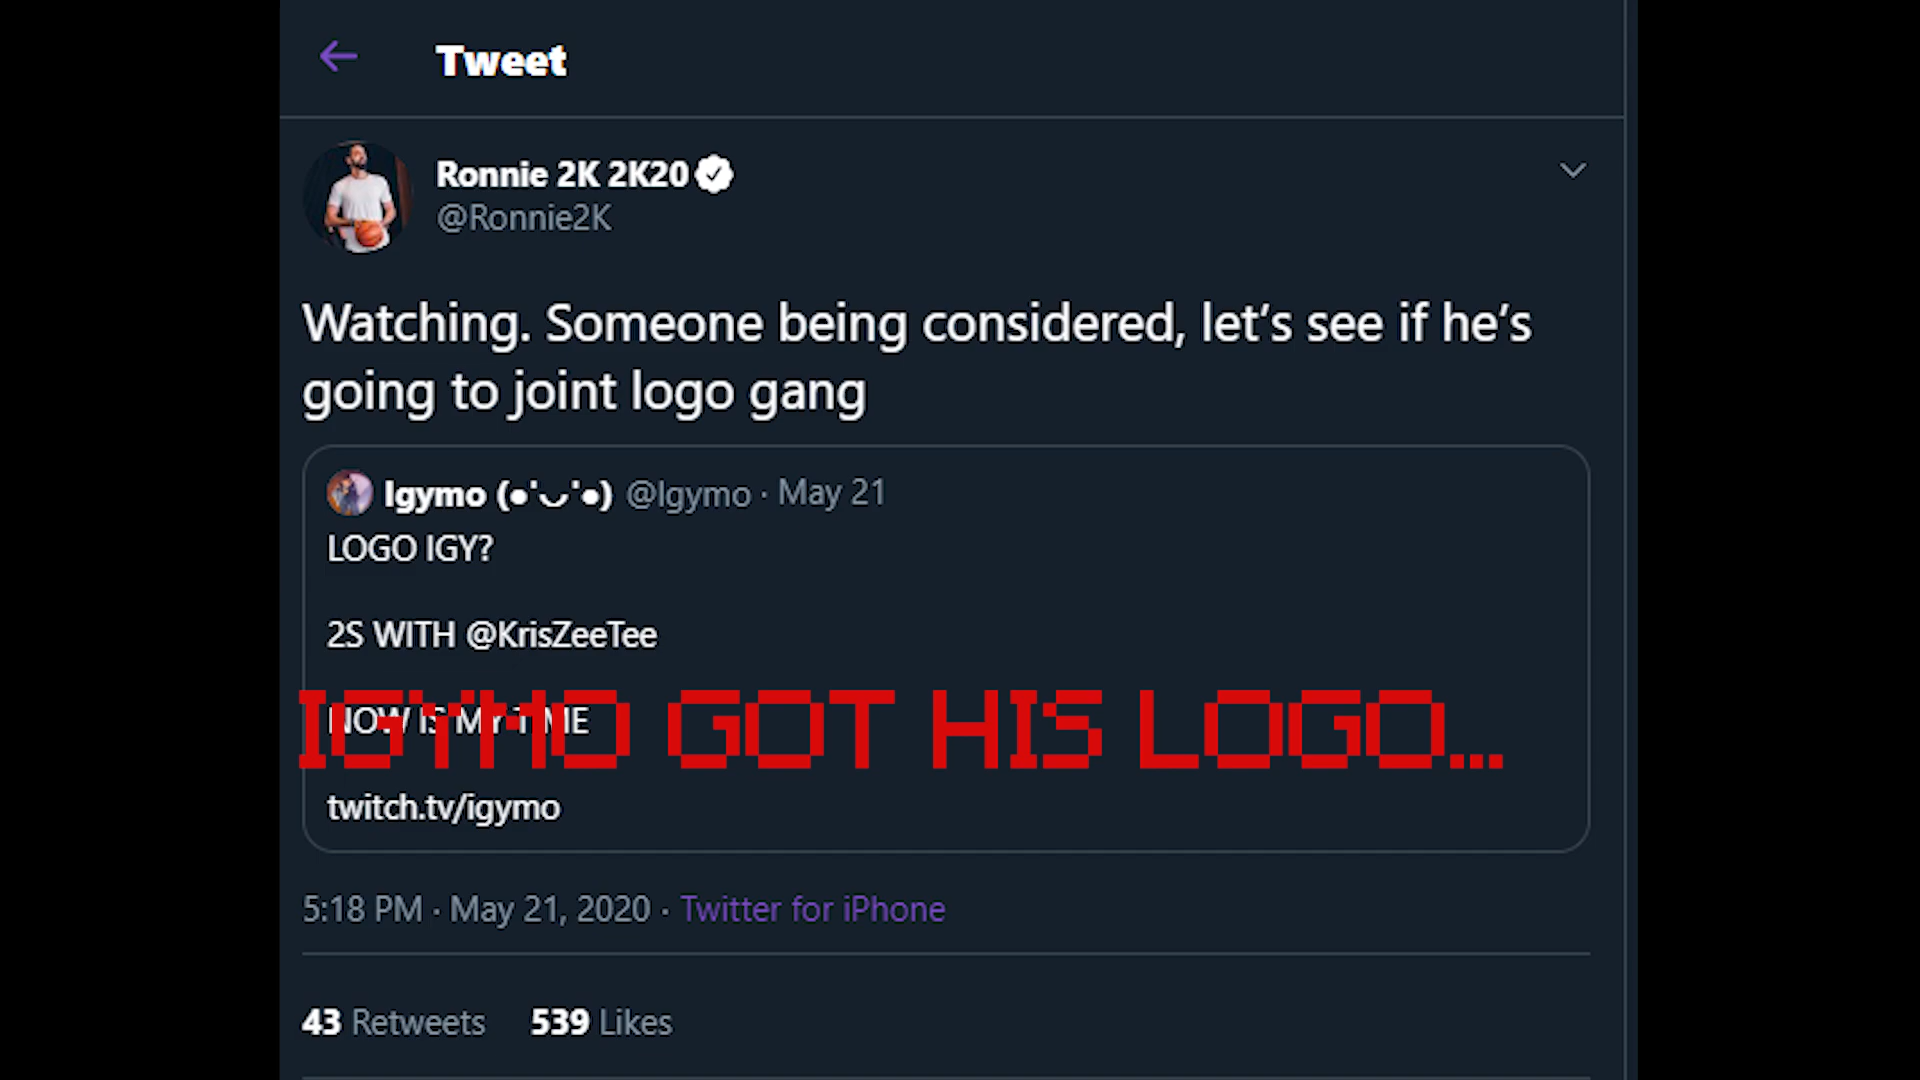 Tweet
Ronnie 2K 2K20
@Ronnie2K
Watching. Someone being considered, let’s see if he’s
going to joint logo gang
Igymo (●'◡'●) @Igymo · May 21
LOGO IGY?
2S WITH @KrisZeeTee
NOW IS MY TIME
IGYMO GOT HIS LOGO...
twitch.tv/igymo
5:18 PM · May 21, 2020 · Twitter for iPhone
43 Retweets 539 Likes